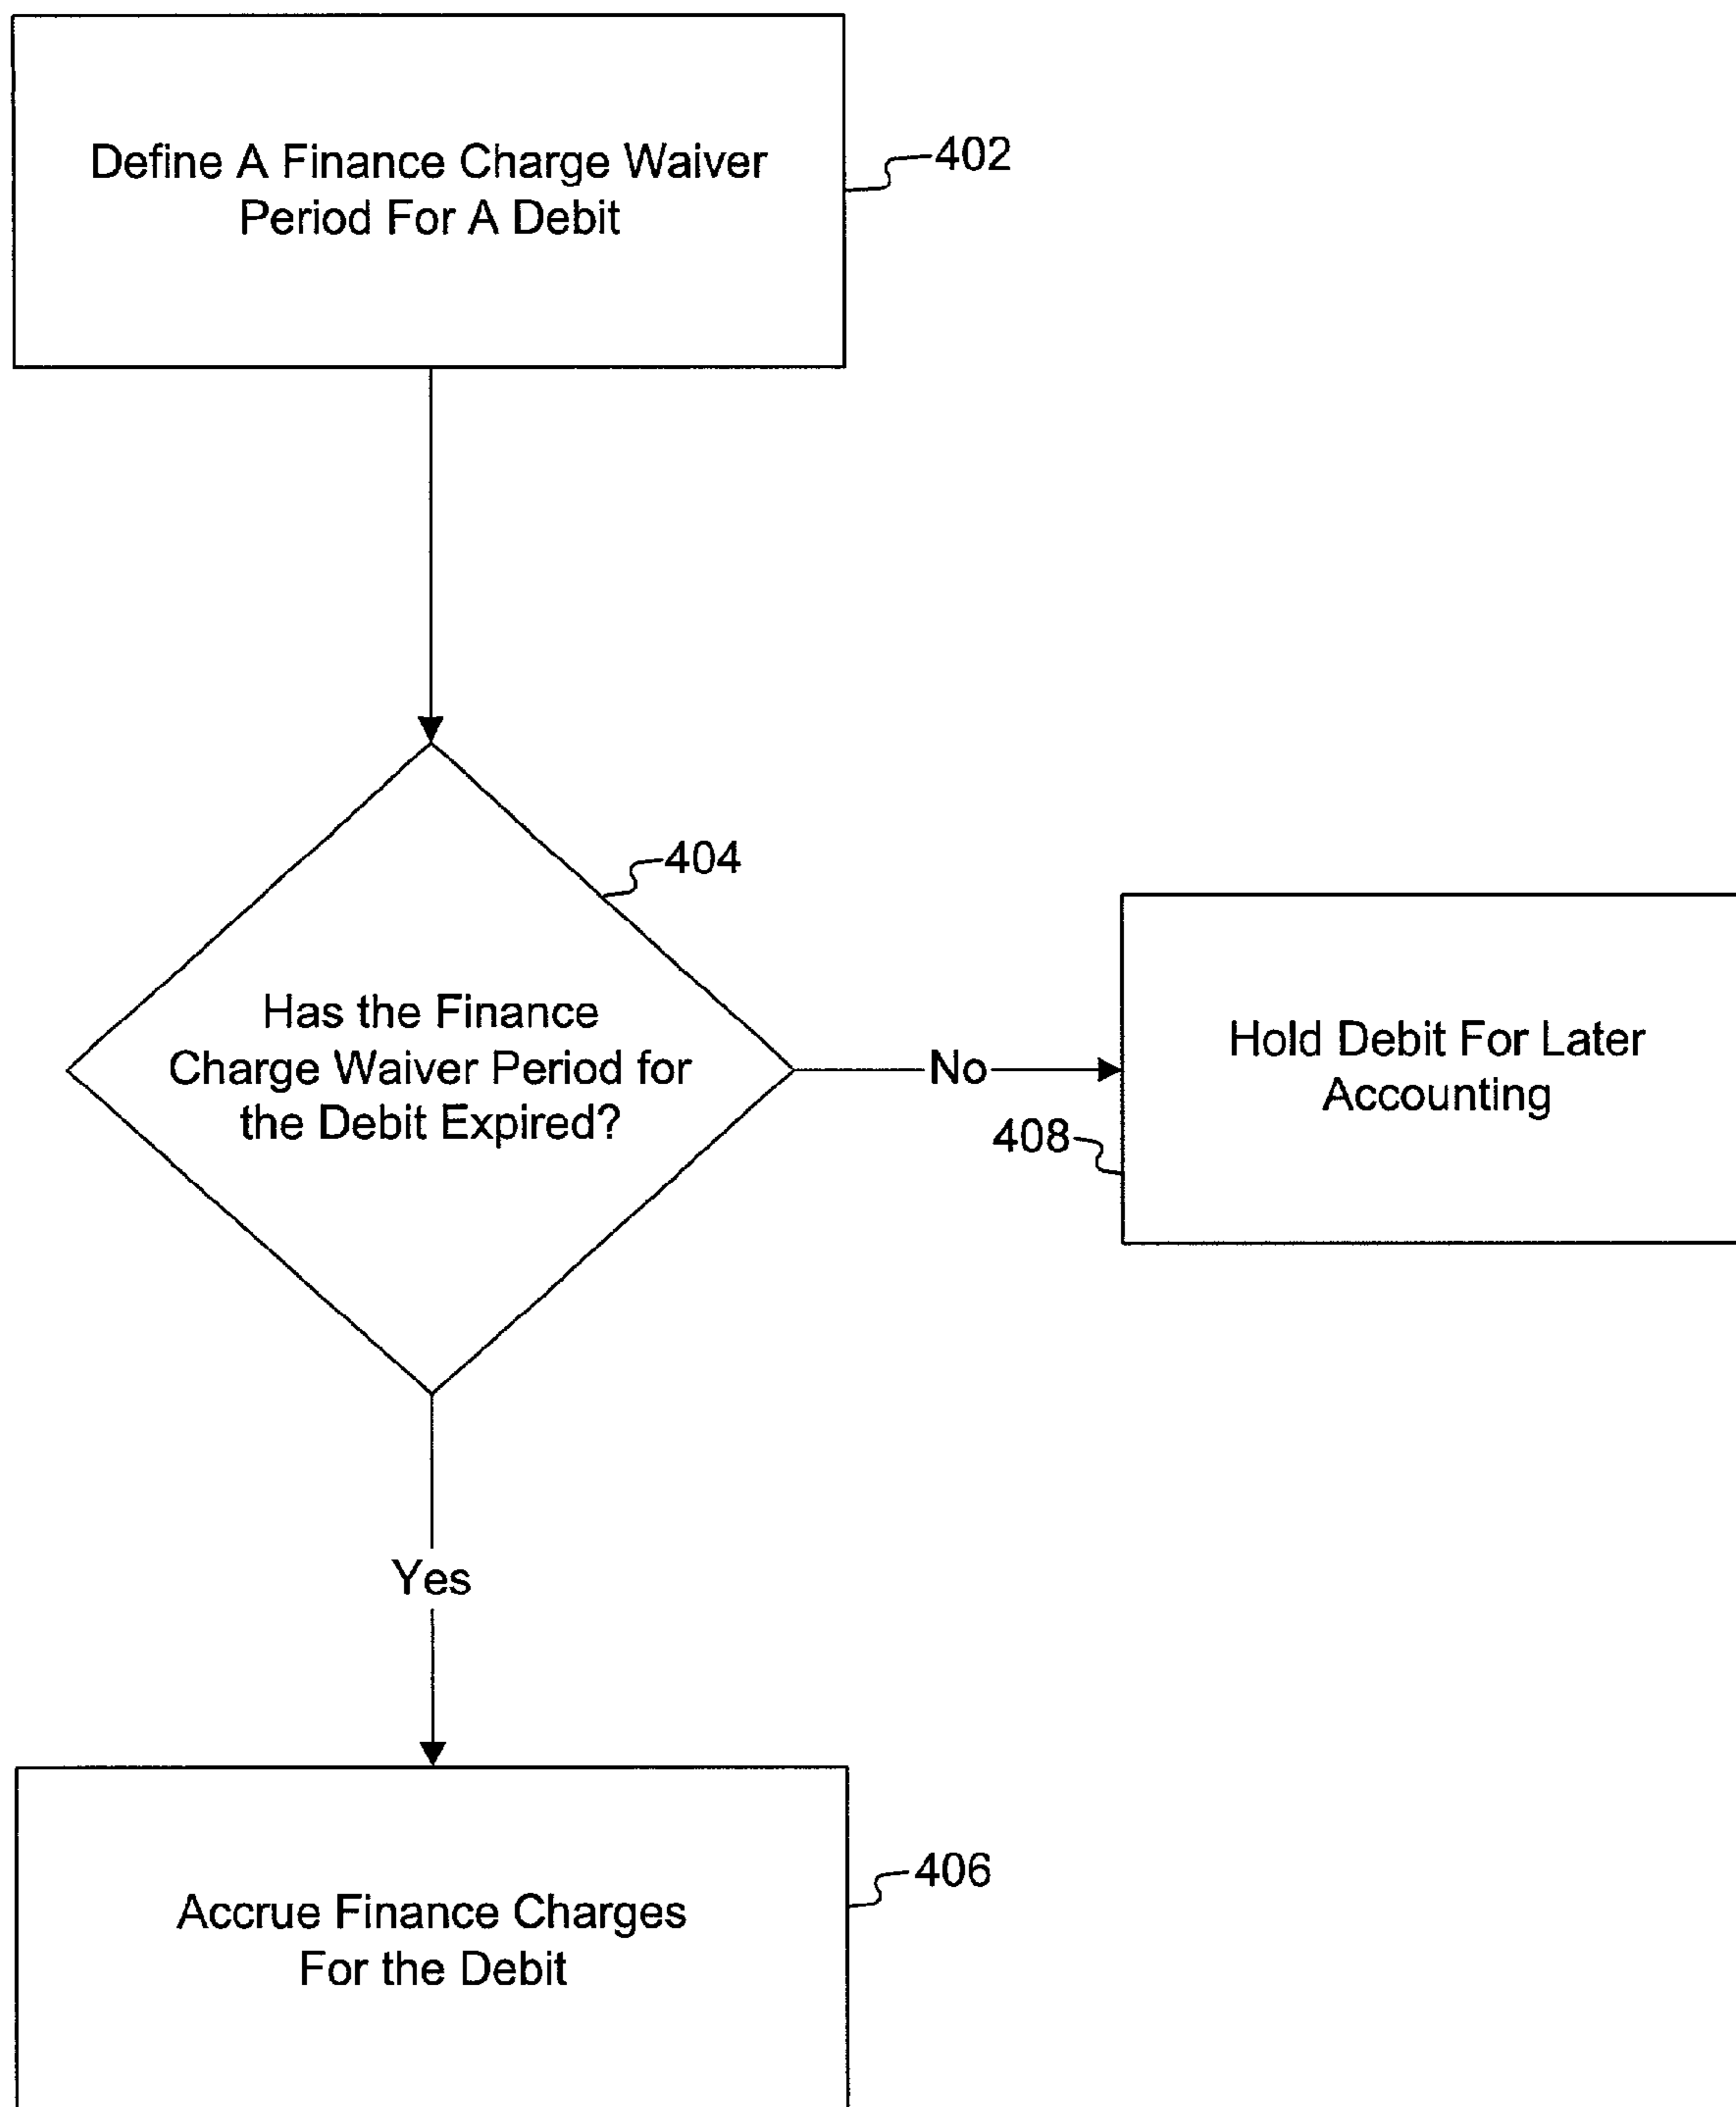 Define A Finance Charge Waiver
Period For A Debit
402
404
Has the Finance
Charge Waiver Period for
the Debit Expired?
No
Hold Debit For Later
Accounting
408
Yes
406
Accrue Finance Charges
For the Debit